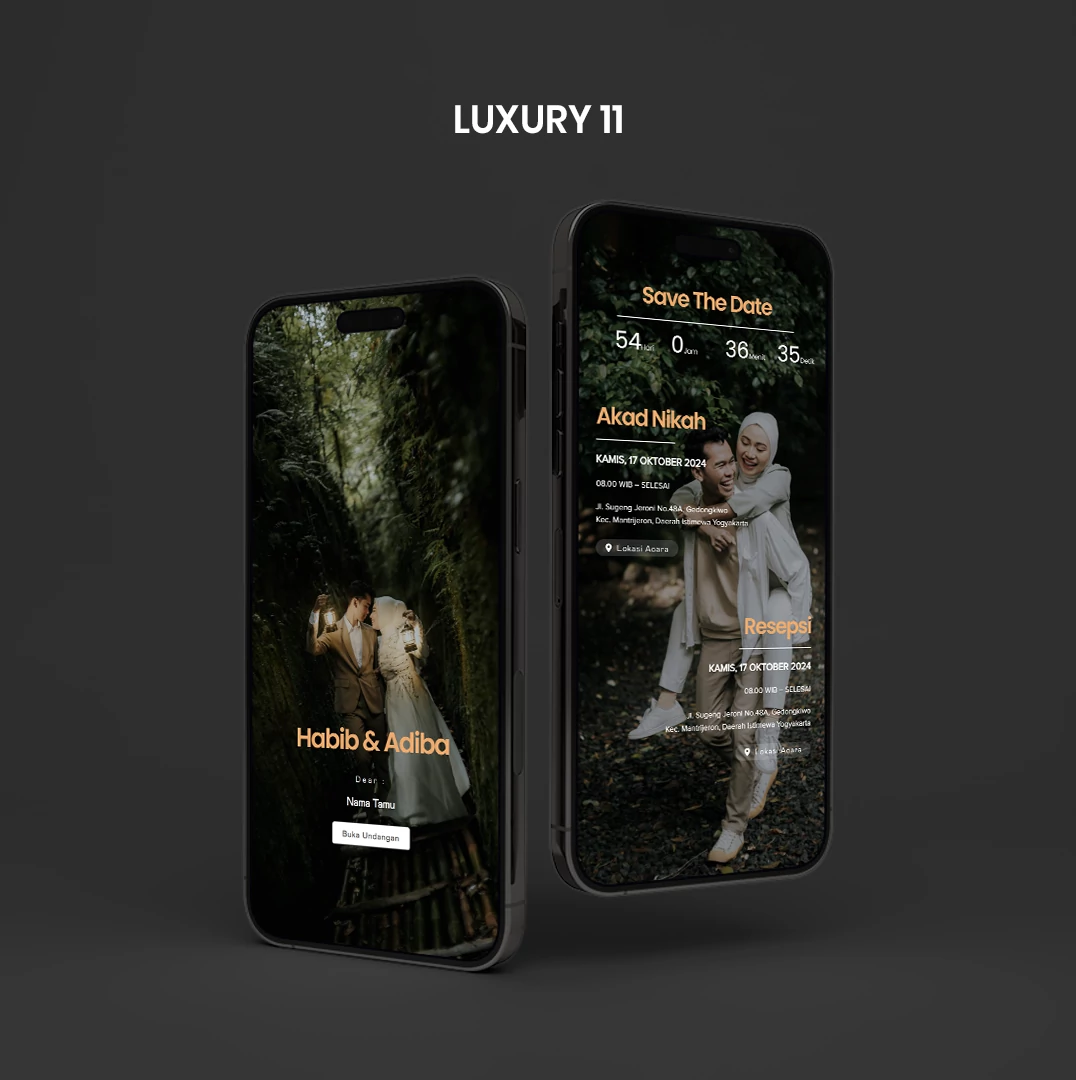 LUXURY 11
Habib & Adiba
Dear :
Nama Tamu
Buka Undangan
Save The Date
54 Hari 0 Jam 36 Menit 35 Detik
Akad Nikah
KAMIS, 17 OKTOBER 2024
08.00 WIB – SELESAI
Jl. Sugeng Jeroni No.48A, Gedongkiwo
Kec. Mantrijeron, Daerah Istimewa Yogyakarta
Lokasi Acara
Resepsi
KAMIS, 17 OKTOBER 2024
08.00 WIB – SELESAI
Jl. Sugeng Jeroni No.48A, Gedongkiwo
Kec. Mantrijeron, Daerah Istimewa Yogyakarta
Lokasi Acara